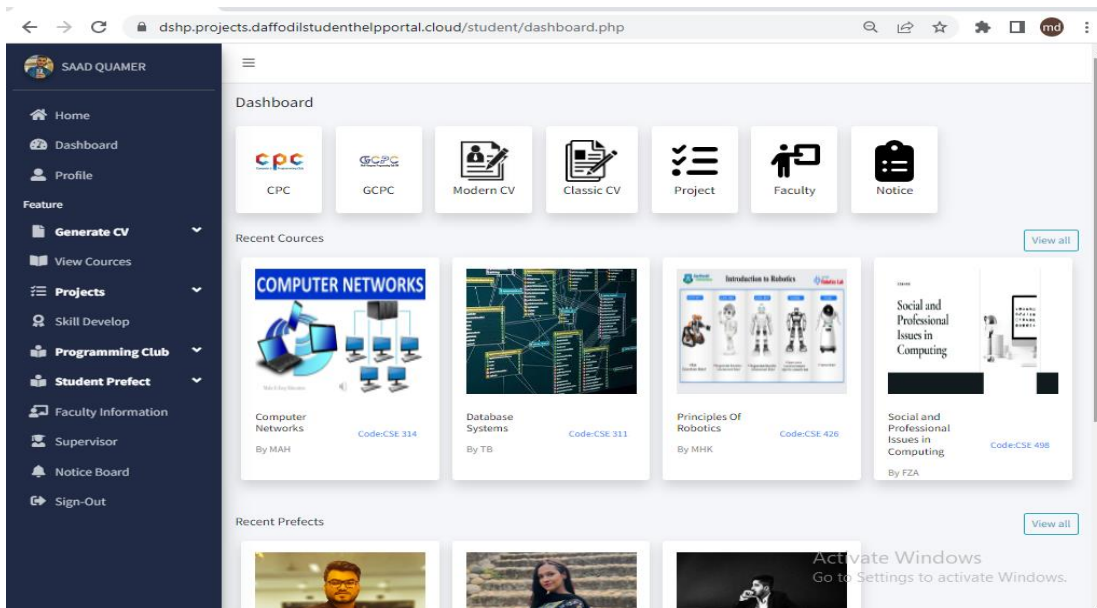 dshp.projects.daffodilstudenthelpportal.cloud/student/dashboard.php
md
SAAD QUAMER
Home
Dashboard
Profile
Feature
Generate CV
View Cources
Projects
Skill Develop
Programming Club
Student Prefect
Faculty Information
Supervisor
Notice Board
Sign-Out
Dashboard
cpc
CPC
GCPC
GCPC
Modern CV
Classic CV
Project
Faculty
Notice
Recent Cources
View all
COMPUTER NETWORKS
Computer
Networks
Code:CSE 314
By MAH
Database
Systems
Code:CSE 311
By TB
Introduction to Robotics
Principles Of
Robotics
Code:CSE 426
By MHK
Social and
Professional
Issues in
Computing
Social and
Professional
Issues in
Computing
Code:CSE 498
By FZA
Recent Prefects
View all
Activate Windows
Go to Settings to activate Windows.